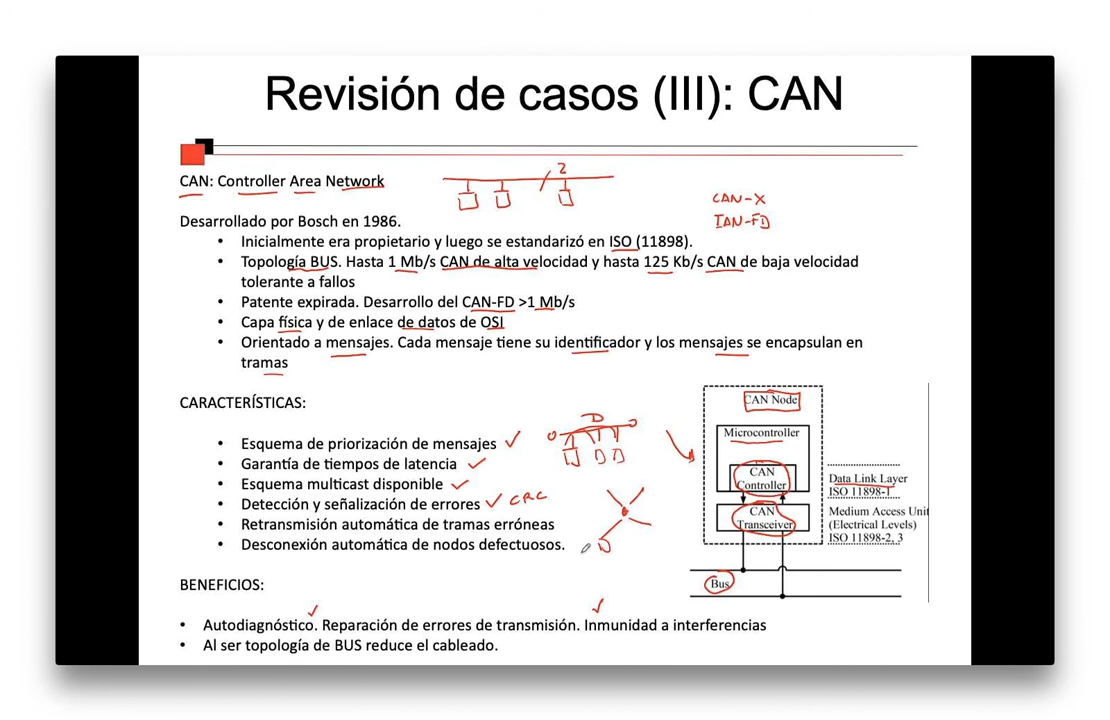 Revisión de casos (III): CAN
CAN: Controller Area Network
2
CAN-X
Desarrollado por Bosch en 1986.
CAN-FD
• Inicialmente era propietario y luego se estandarizó en ISO (11898).
• Topología BUS. Hasta 1 Mb/s CAN de alta velocidad y hasta 125 Kb/s CAN de baja velocidad
tolerante a fallos
• Patente expirada. Desarrollo del CAN-FD >1 Mb/s
• Capa física y de enlace de datos de OSI
• Orientado a mensajes. Cada mensaje tiene su identificador y los mensajes se encapsulan en
tramas
CARACTERÍSTICAS:
• Esquema de priorización de mensajes
• Garantía de tiempos de latencia
• Esquema multicast disponible
• Detección y señalización de errores CRC
• Retransmisión automática de tramas erróneas
• Desconexión automática de nodos defectuosos.
CAN Node
Microcontroller
CAN
Controller
Data Link Layer
ISO 11898-1
CAN
Transceiver
Medium Access Unit
(Electrical Levels)
ISO 11898-2, 3
Bus
BENEFICIOS:
• Autodiagnóstico. Reparación de errores de transmisión. Inmunidad a interferencias
• Al ser topología de BUS reduce el cableado.